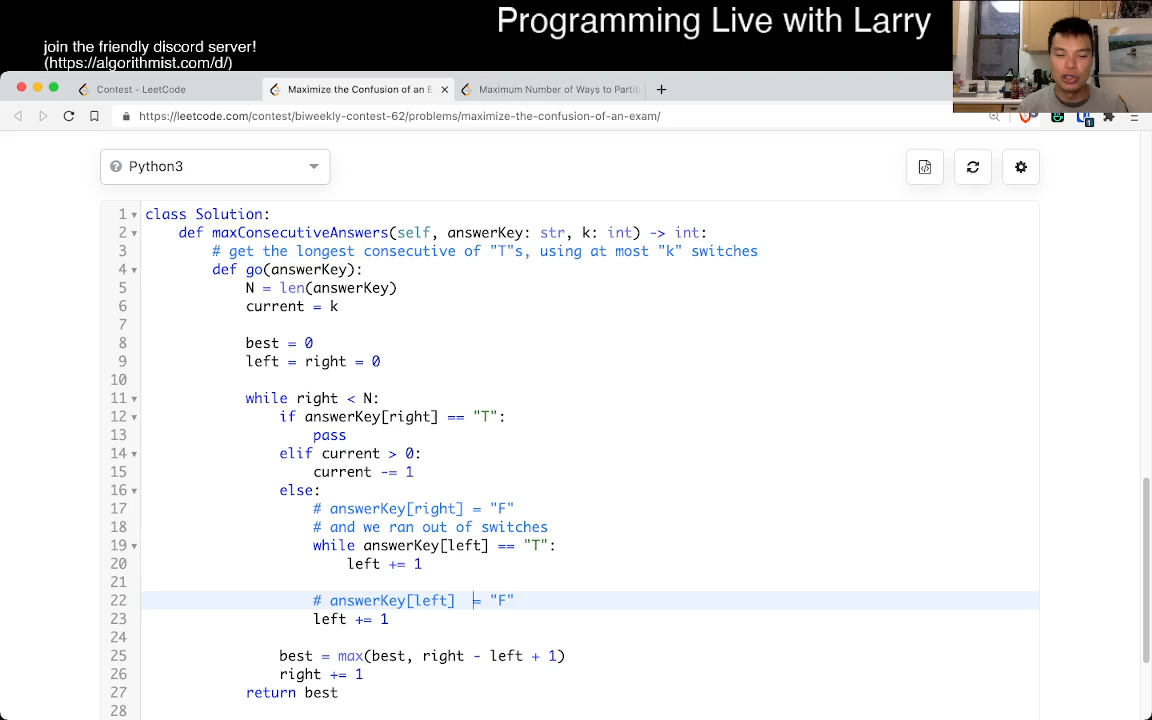 Programming Live with Larry
join the friendly discord server!
(https://algorithmist.com/d/)
Contest - LeetCode
Maximize the Confusion of an E
Maximum Number of Ways to Parti
https://leetcode.com/contest/biweekly-contest-62/problems/maximize-the-confusion-of-an-exam/
1
Python3
1 class Solution:
2 def maxConsecutiveAnswers(self, answerKey: str, k: int) -> int:
3 # get the longest consecutive of "T"s, using at most "k" switches
4 def go(answerKey):
5 N = len(answerKey)
6 current = k
7
8 best = 0
9 left = right = 0
10
11 while right < N:
12 if answerKey[right] == "T":
13 pass
14 elif current > 0:
15 current -= 1
16 else:
17 # answerKey[right] = "F"
18 # and we ran out of switches
19 while answerKey[left] == "T":
20 left += 1
21
22 # answerKey[left]  = "F"
23 left += 1
24
25 best = max(best, right - left + 1)
26 right += 1
27 return best
28